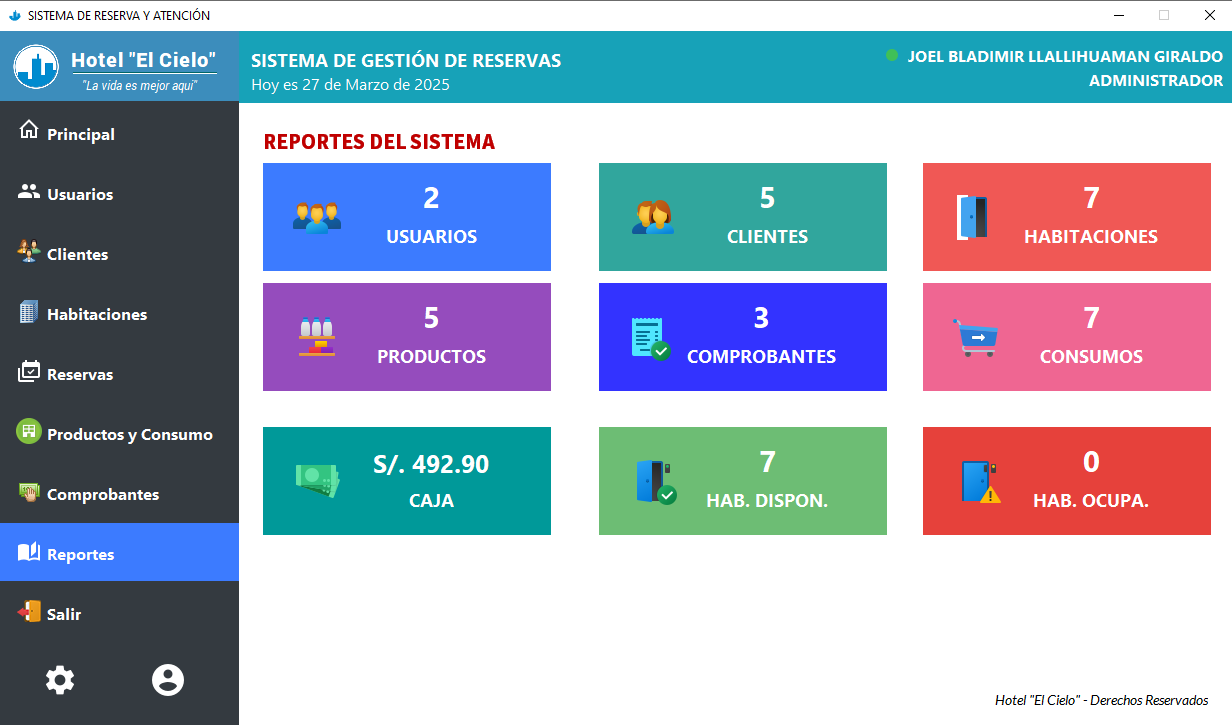 SISTEMA DE RESERVA Y ATENCIÓN
Hotel "El Cielo"
"La vida es mejor aquí"
SISTEMA DE GESTIÓN DE RESERVAS
Hoy es 27 de Marzo de 2025
JOEL BLADIMIR LLALLIHUAMAN GIRALDO
ADMINISTRADOR
Principal
Usuarios
Clientes
Habitaciones
Reservas
Productos y Consumo
Comprobantes
Reportes
Salir
REPORTES DEL SISTEMA
2
USUARIOS
5
CLIENTES
7
HABITACIONES
5
PRODUCTOS
3
COMPROBANTES
7
CONSUMOS
S/. 492.90
CAJA
7
HAB. DISPON.
0
HAB. OCUPA.
Hotel "El Cielo" - Derechos Reservados